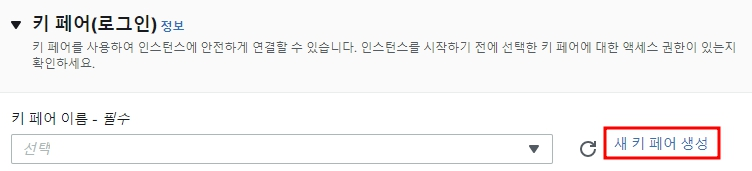 ▼ 키 페어(로그인) 정보
키 페어를 사용하여 인스턴스에 안전하게 연결할 수 있습니다. 인스턴스를 시작하기 전에 선택한 키 페어에 대한 액세스 권한이 있는지
확인하세요.
키 페어 이름 - 필수
선택
새 키 페어 생성